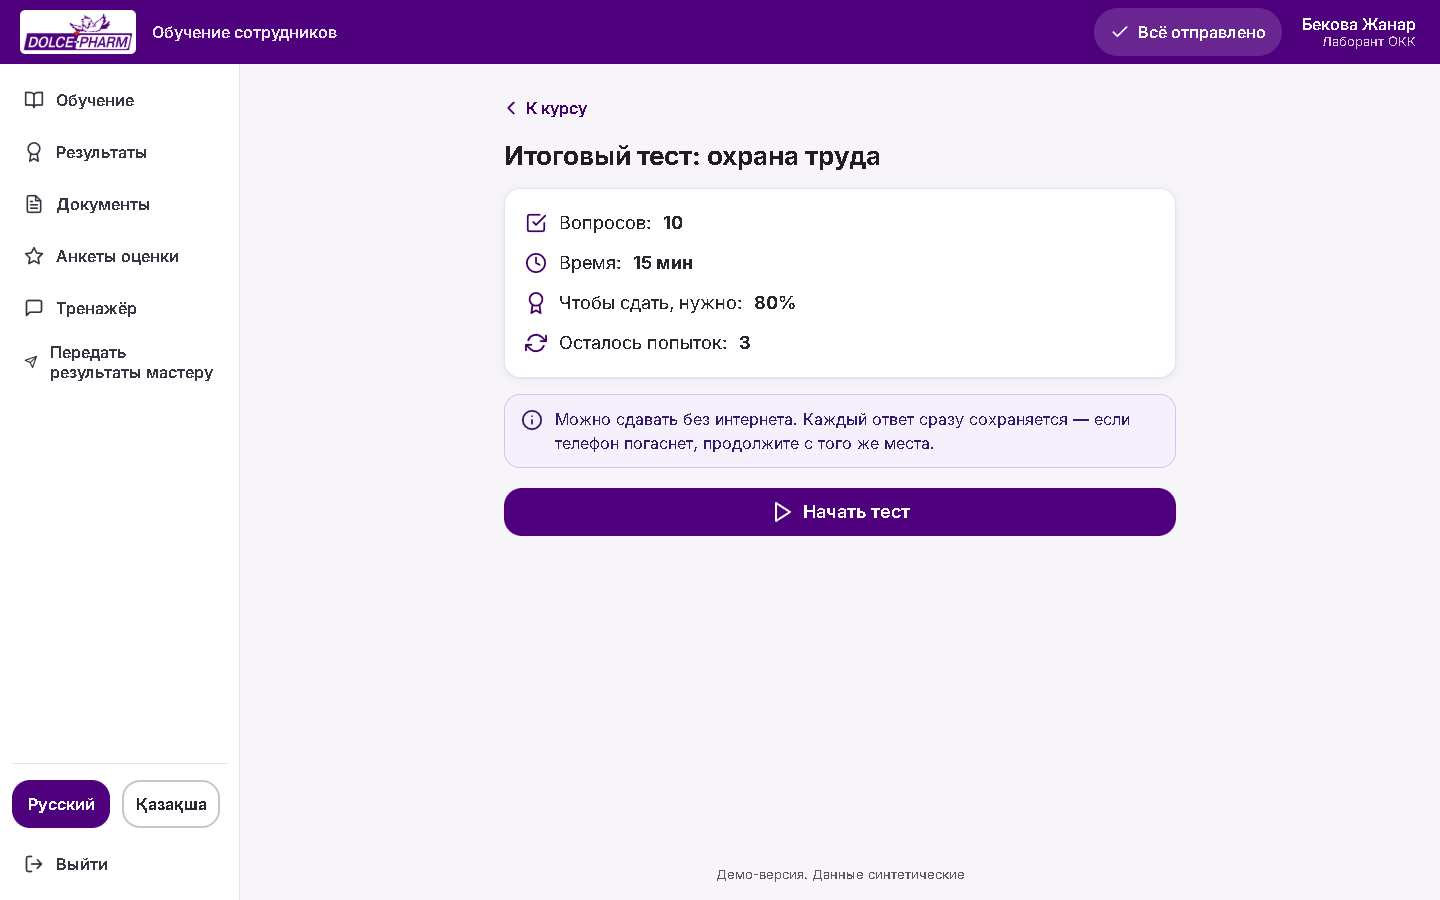 DOLCE-PHARM
Обучение сотрудников
Всё отправлено
Бекова Жанар
Лаборант ОКК
Обучение
Результаты
Документы
Анкеты оценки
Тренажёр
Передать
результаты мастеру
Русский
Қазақша
Выйти
К курсу
Итоговый тест: охрана труда
Вопросов: 10
Время: 15 мин
Чтобы сдать, нужно: 80%
Осталось попыток: 3
Можно сдавать без интернета. Каждый ответ сразу сохраняется — если
телефон погаснет, продолжите с того же места.
Начать тест
Демо-версия. Данные синтетические